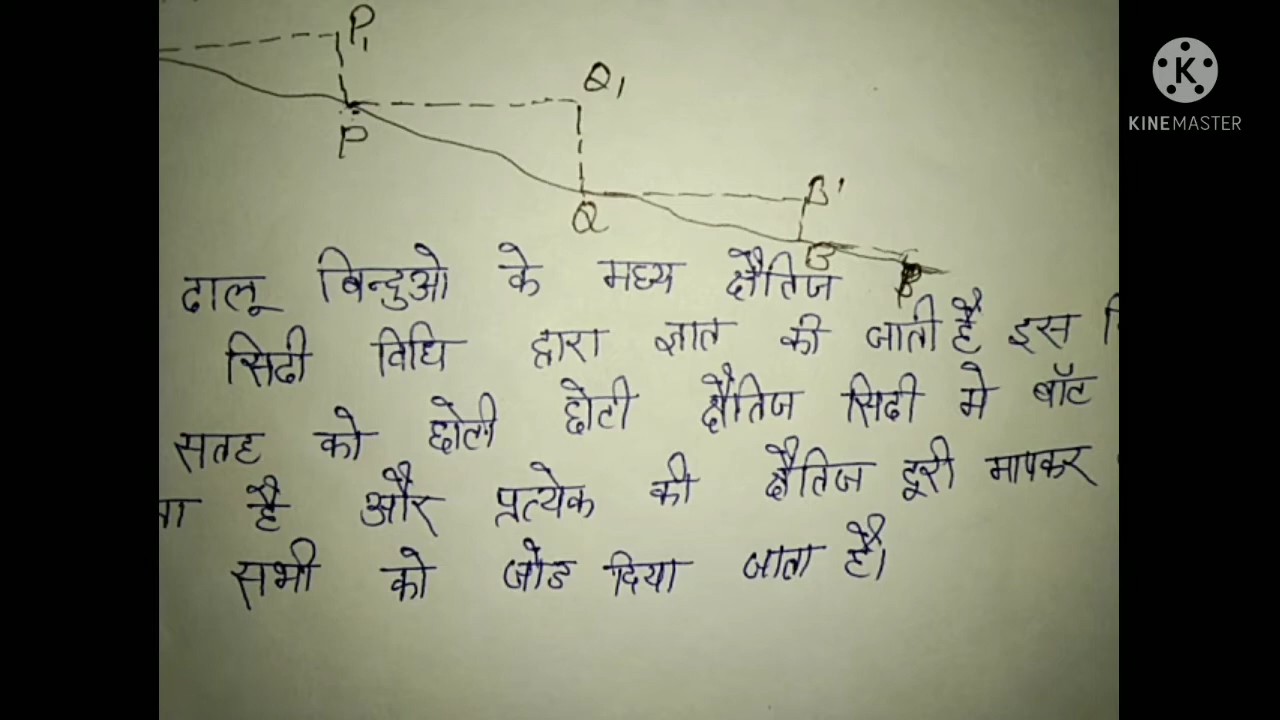 P₁
Q₁
P
B'
Q
B
ढालू बिन्दुओ के मध्य क्षैतिज
सिढी विधि द्वारा ज्ञात की जाती है इस
सतह को छोटी छोटी क्षैतिज सिढी मे बॉट
है और प्रत्येक की क्षैतिज दूरी मापकर
सभी को जोड दिया जाता है।
K
KINEMASTER